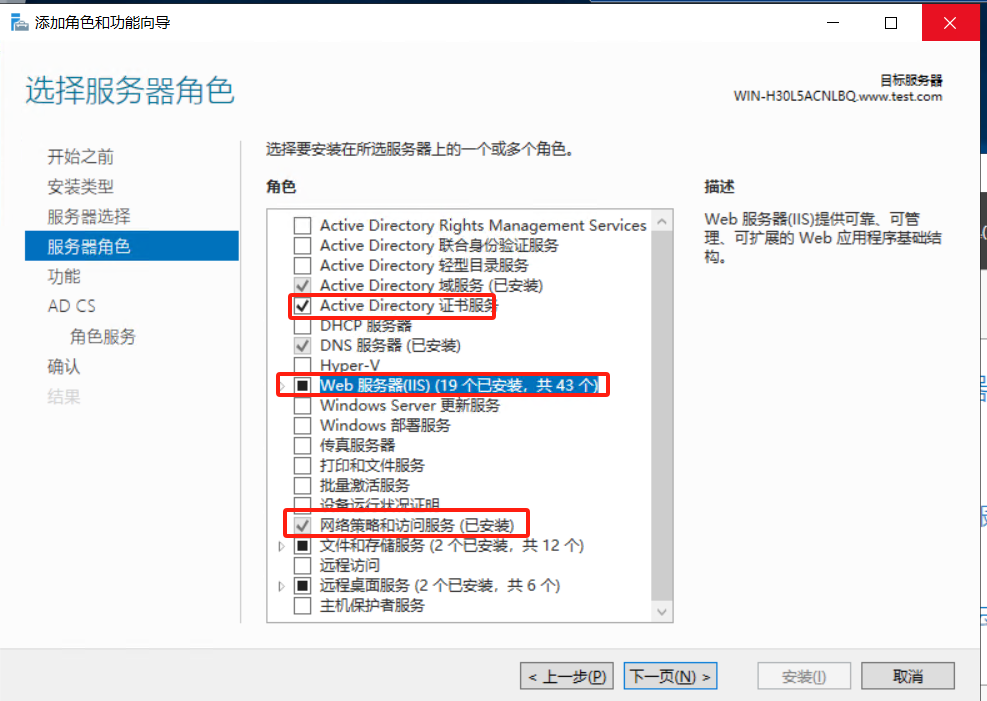 添加角色和功能向导
选择服务器角色
目标服务器
WIN-H30L5ACNLBQ.www.test.com
开始之前
安装类型
服务器选择
服务器角色
功能
AD CS
角色服务
确认
结果
选择要安装在所选服务器上的一个或多个角色。
角色
Active Directory Rights Management Services
Active Directory 联合身份验证服务
Active Directory 轻型目录服务
Active Directory 域服务 (已安装)
Active Directory 证书服务
DHCP 服务器
DNS 服务器 (已安装)
Hyper-V
Web 服务器(IIS) (19 个已安装，共 43 个)
Windows Server 更新服务
Windows 部署服务
传真服务器
打印和文件服务
批量激活服务
设备运行状况证明
网络策略和访问服务 (已安装)
文件和存储服务 (2 个已安装，共 12 个)
远程访问
远程桌面服务 (2 个已安装，共 6 个)
主机保护者服务
描述
Web 服务器(IIS)提供可靠、可管
理、可扩展的 Web 应用程序基础结
构。
< 上一步(P)
下一页(N) >
安装(I)
取消